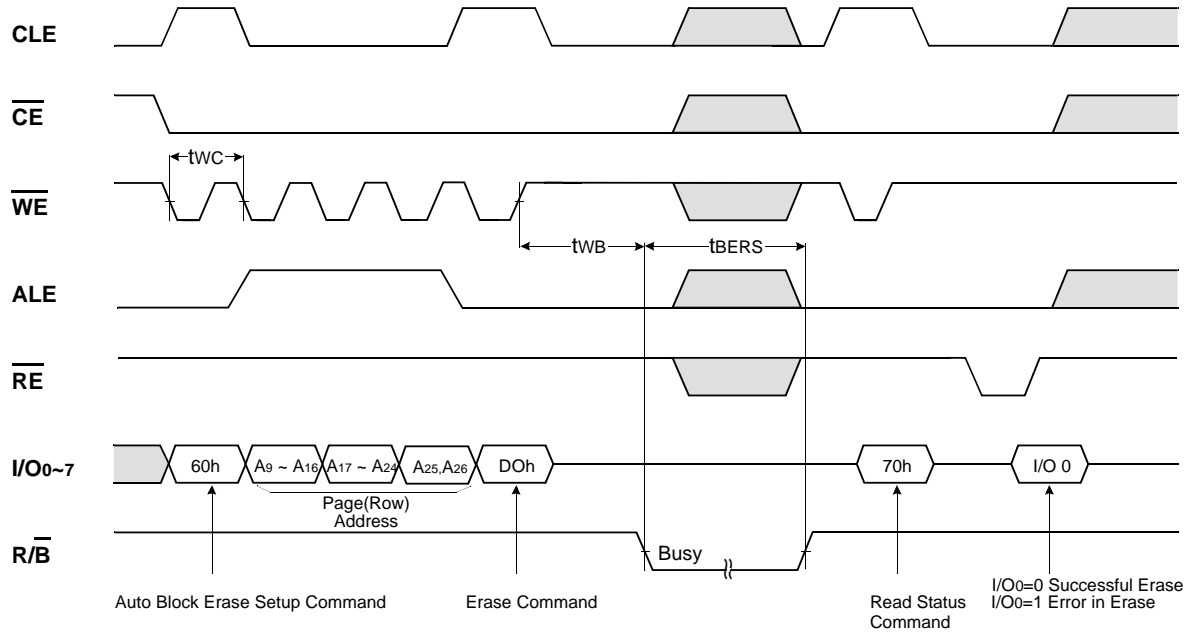 CLE
CE
tWC
WE
tWB
tBERS
ALE
RE
I/O0~7
60h
A9 ~ A16
A17 ~ A24
A25,A26
DOh
70h
I/O 0
Page(Row)
Address
R/B
Busy
Auto Block Erase Setup Command
Erase Command
Read Status
Command
I/O0=0 Successful Erase
I/O0=1 Error in Erase